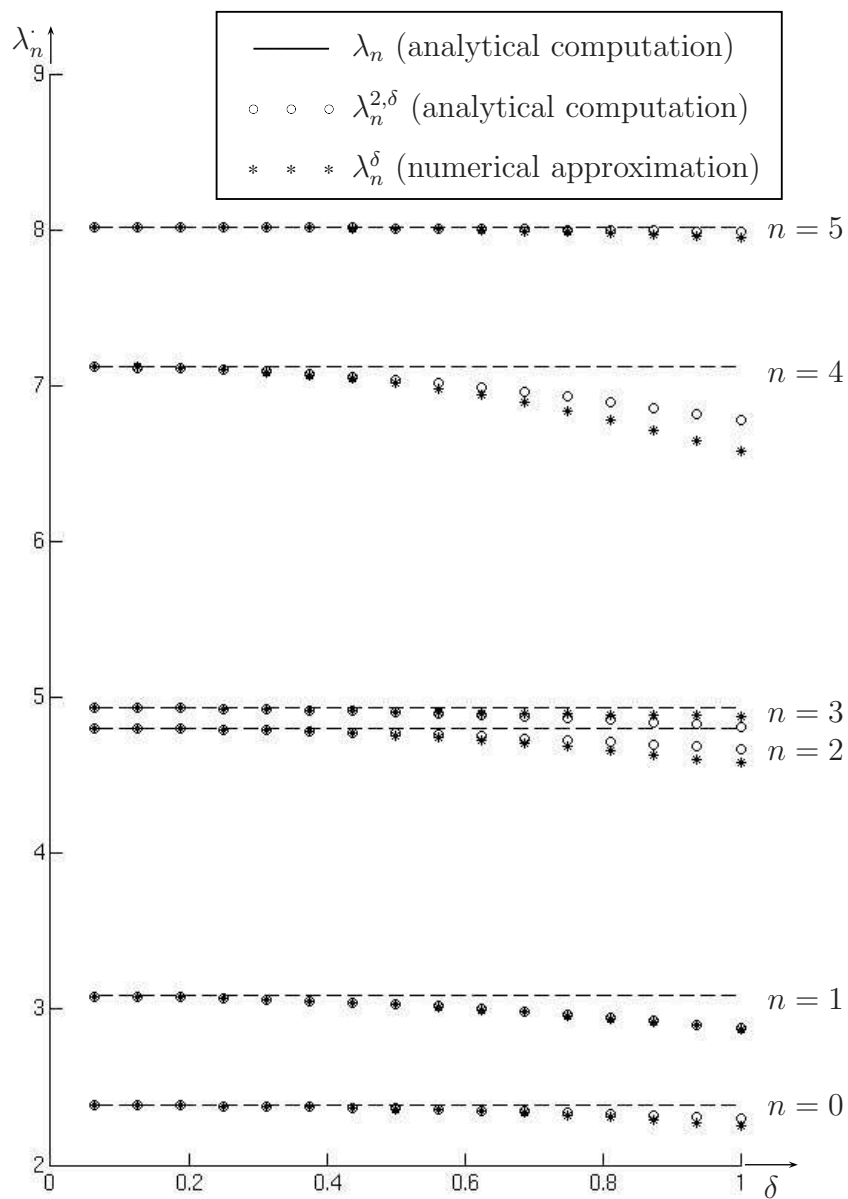 λ_n
λ_n (analytical computation)
λ_n^{2,δ} (analytical computation)
λ_n^δ (numerical approximation)
9
8
n = 5
7
n = 4
6
5
n = 3
n = 2
4
3
n = 1
n = 0
2
0 0.2 0.4 0.6 0.8 1 δ